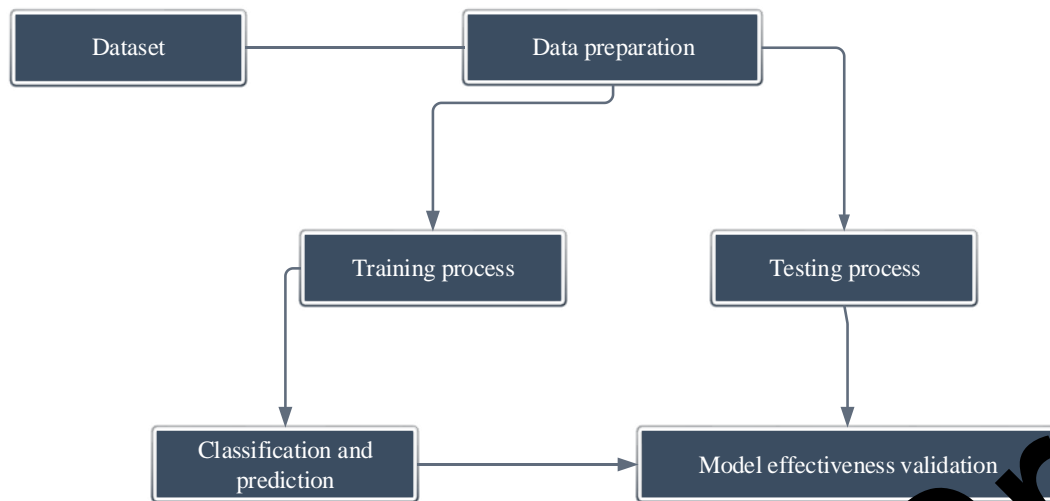 Dataset
Data preparation
Training process
Testing process
Classification and
prediction
Model effectiveness validation